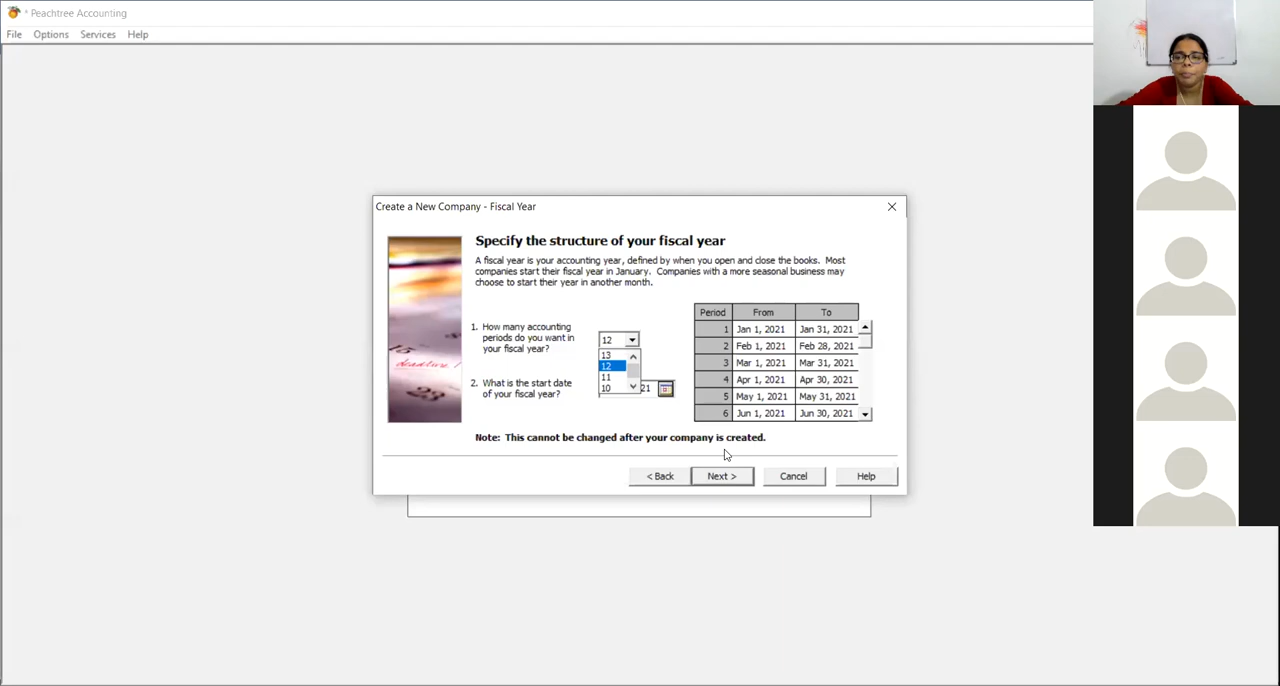 * Peachtree Accounting
File Options Services Help
Create a New Company - Fiscal Year
Specify the structure of your fiscal year
A fiscal year is your accounting year, defined by when you open and close the books. Most
companies start their fiscal year in January. Companies with a more seasonal business may
choose to start their year in another month.
1. How many accounting
periods do you want in
your fiscal year?
12
13
12
11
10
2. What is the start date
of your fiscal year?
21
Period From To
1 Jan 1, 2021 Jan 31, 2021
2 Feb 1, 2021 Feb 28, 2021
3 Mar 1, 2021 Mar 31, 2021
4 Apr 1, 2021 Apr 30, 2021
5 May 1, 2021 May 31, 2021
6 Jun 1, 2021 Jun 30, 2021
Note: This cannot be changed after your company is created.
< Back Next > Cancel Help